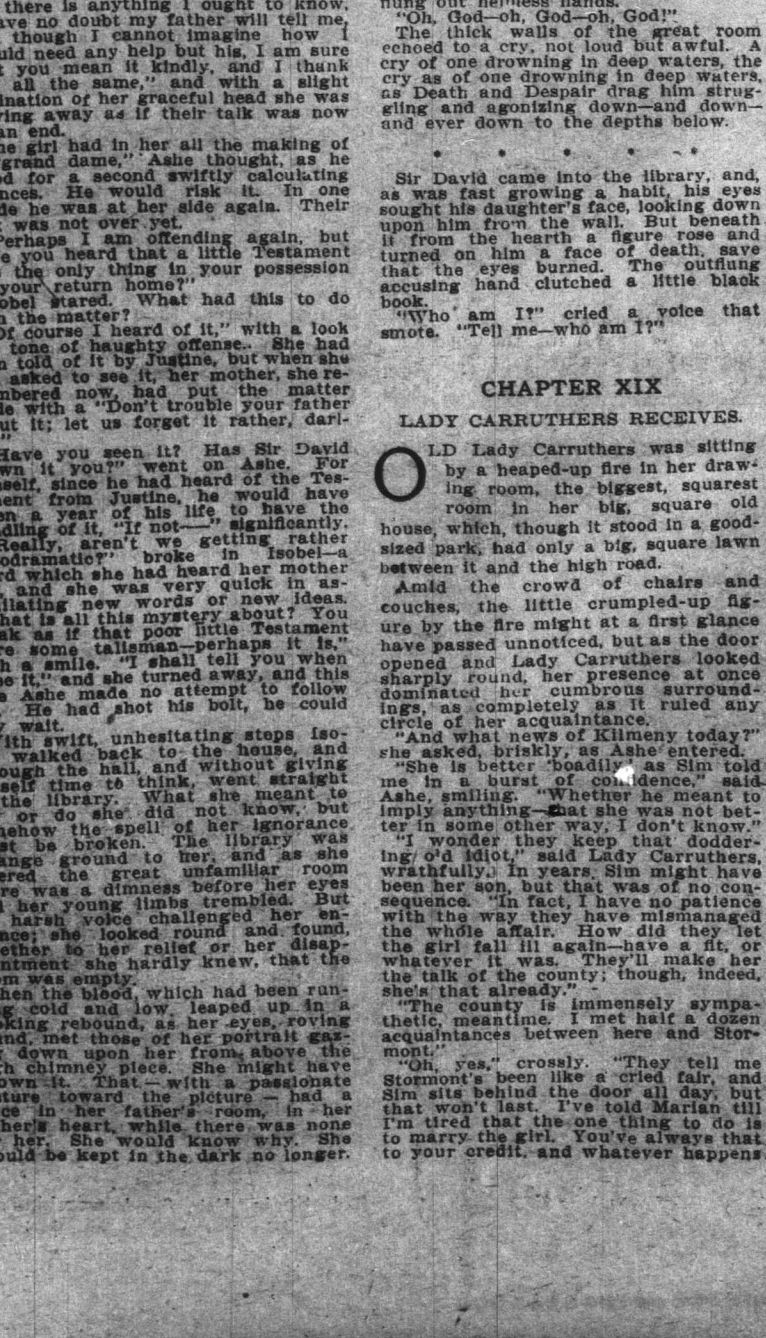 there is anything I ought to know,
ave no doubt my father will tell me,
though I cannot imagine how I
uld need any help but his, I am sure
t you mean it kindly, and I thank
all the same," and with a slight
lination of her graceful head she was
ving away as if their talk was now
an end.
he girl had in her all the making of
"grand dame," Ashe thought, as he
ed for a second swiftly calculating
nces. He would risk it. In one
de he was at her side again. Their
was not over yet.
Perhaps I am offending again, but
e you heard that a little Testament
the only thing in your possession
your return home?"
obel stared. What had this to do
h the matter?
Of course I heard of it," with a look
tone of haughty offense. She had
n told of it by Justine, but when she
asked to see it, her mother, she re-
mbered now, had put the matter
de with a "Don't trouble your father
ut it; let us forget it rather, darl-
"
Have you seen it? Has Sir David
wn it you?" went on Ashe. For
self, since he had heard of the Tes-
ent from Justine, he would have
en a year of his life to have the
dling of it, "If not——" significantly.
Really, aren't we getting rather
odramatic?" broke in Isobel—a
rd which she had heard her mother
and she was very quick in as-
ilating new words or new ideas.
hat is all this mystery about? You
ak as if that poor little Testament
re some talisman—perhaps it is,"
h a smile. "I shall tell you when
e it," and she turned away, and this
e Ashe made no attempt to follow
He had shot his bolt, he could
y wait.
ith swift, unhesitating steps Iso-
walked back to the house, and
ough the hall, and without giving
self time to think, went straight
the library. What she meant to
or do she did not know, but
ehow the spell of her ignorance
st be broken. The library was
ange ground to her, and as she
ered the great unfamiliar room
re was a dimness before her eyes
d her young limbs trembled. But
harsh voice challenged her en-
nce; she looked round and found,
ether to her relief or her disap-
intment she hardly knew, that the
om was empty.
hen the blood, which had been run-
g cold and low, leaped up in a
oking rebound, as her eyes, roving
und, met those of her portrait gaz-
down upon her from above the
h chimney piece. She might have
own it. That—with a passionate
ture toward the picture — had a
ce in her father's room, in her
her's heart, while there was none
her. She would know why. She
ould be kept in the dark no longer.
flung out helpless hands.
"Oh, God—oh, God—oh, God!"
The thick walls of the great room
echoed to a cry, not loud but awful. A
cry of one drowning in deep waters, the
cry as of one drowning in deep waters,
as Death and Despair drag him strug-
gling and agonizing down—and down—
and ever down to the depths below.
* * * * *
Sir David came into the library, and,
as was fast growing a habit, his eyes
sought his daughter's face, looking down
upon him from the wall. But beneath
it from the hearth a figure rose and
turned on him a face of death, save
that the eyes burned. The outflung
accusing hand clutched a little black
book.
"Who am I?" cried a voice that
smote. "Tell me—who am I?"
CHAPTER XIX
LADY CARRUTHERS RECEIVES.
OLD Lady Carruthers was sitting
by a heaped-up fire in her draw-
ing room, the biggest, squarest
room in her big, square old
house, which, though it stood in a good-
sized park, had only a big, square lawn
between it and the high road.
Amid the crowd of chairs and
couches, the little crumpled-up fig-
ure by the fire might at a first glance
have passed unnoticed, but as the door
opened and Lady Carruthers looked
sharply round, her presence at once
dominated her cumbrous surround-
ings, as completely as it ruled any
circle of her acquaintance.
"And what news of Kilmeny today?"
she asked, briskly, as Ashe entered.
"She is better 'boadily,' as Sim told
me in a burst of confidence," said
Ashe, smiling. "Whether he meant to
imply anything—that she was not bet-
ter in some other way, I don't know."
"I wonder they keep that dodder-
ing o'd idiot," said Lady Carruthers,
wrathfully. In years, Sim might have
been her son, but that was of no con-
sequence. "In fact, I have no patience
with the way they have mismanaged
the whole affair. How did they let
the girl fall ill again—have a fit, or
whatever it was. They'll make her
the talk of the county; though, indeed,
she's that already."
"The county is immensely sympa-
thetic, meantime. I met half a dozen
acquaintances between here and Stor-
mont."
"Oh, yes," crossly. "They tell me
Stormont's been like a cried fair, and
Sim sits behind the door all day, but
that won't last. I've told Marian till
I'm tired that the one thing to do is
to marry the girl. You've always that
to your credit, and whatever happens